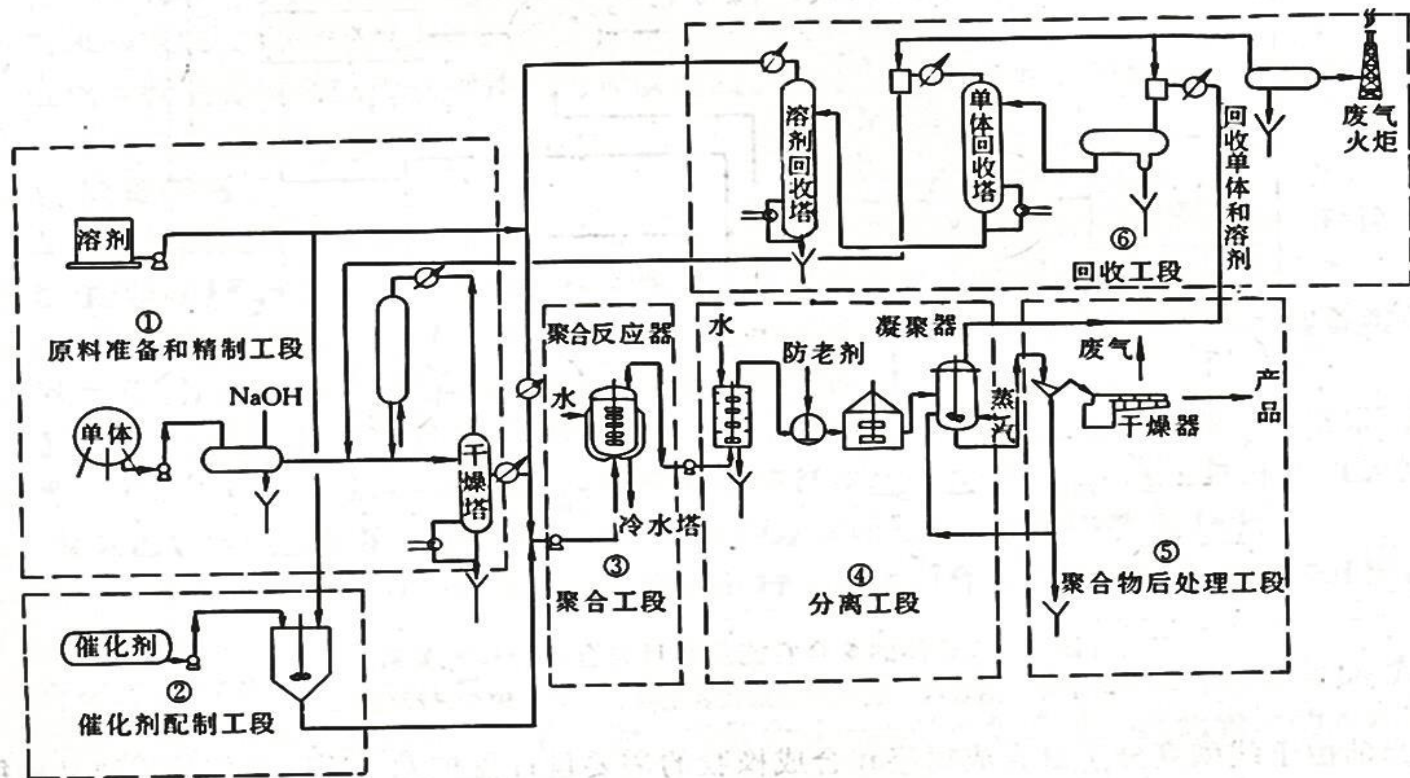 溶剂
①
原料准备和精制工段
NaOH
单体
干燥塔
催化剂
②
催化剂配制工段
聚合反应器
水
冷水塔
③
聚合工段
水
防老剂
凝聚器
蒸汽
④
分离工段
废气
干燥器
产品
⑤
聚合物后处理工段
溶剂回收塔
单体回收塔
⑥
回收工段
回收单体和溶剂
废气
火炬